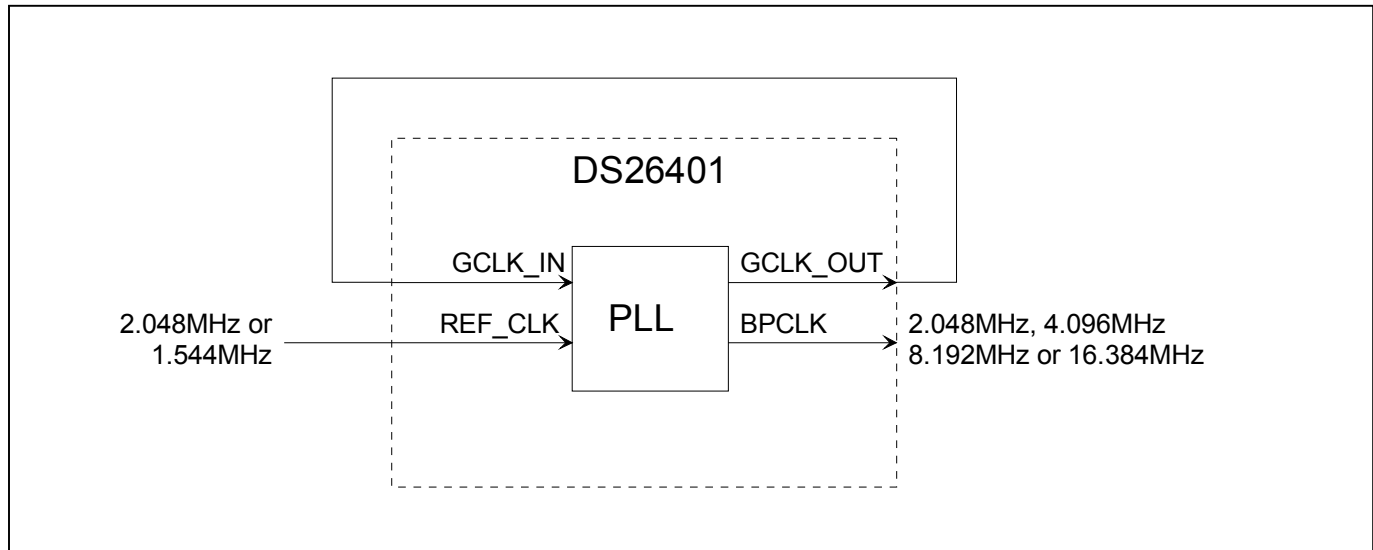 DS26401
GCLK_IN
GCLK_OUT
2.048MHz or
1.544MHz
REF_CLK
PLL
BPCLK
2.048MHz, 4.096MHz
8.192MHz or 16.384MHz